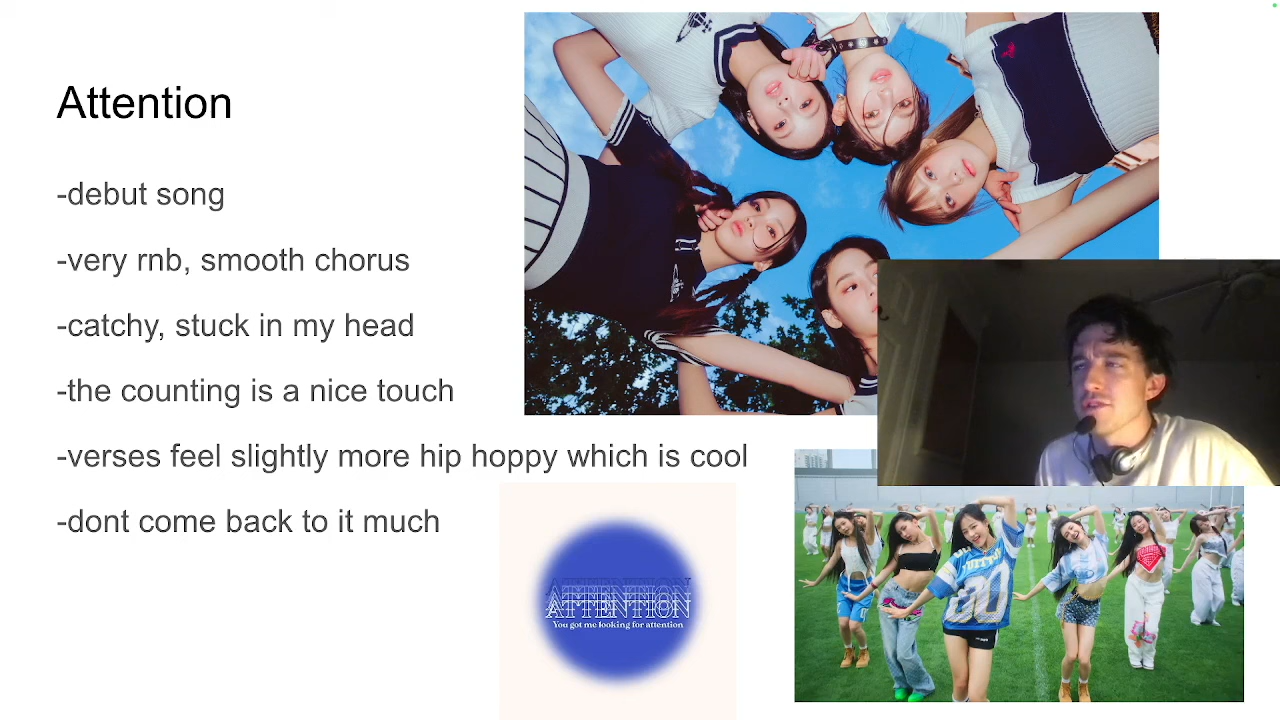 Attention
-debut song
-very rnb, smooth chorus
-catchy, stuck in my head
-the counting is a nice touch
-verses feel slightly more hip hoppy which is cool
-dont come back to it much
ATTENTION
ATTENTION
You got me looking for attention
00